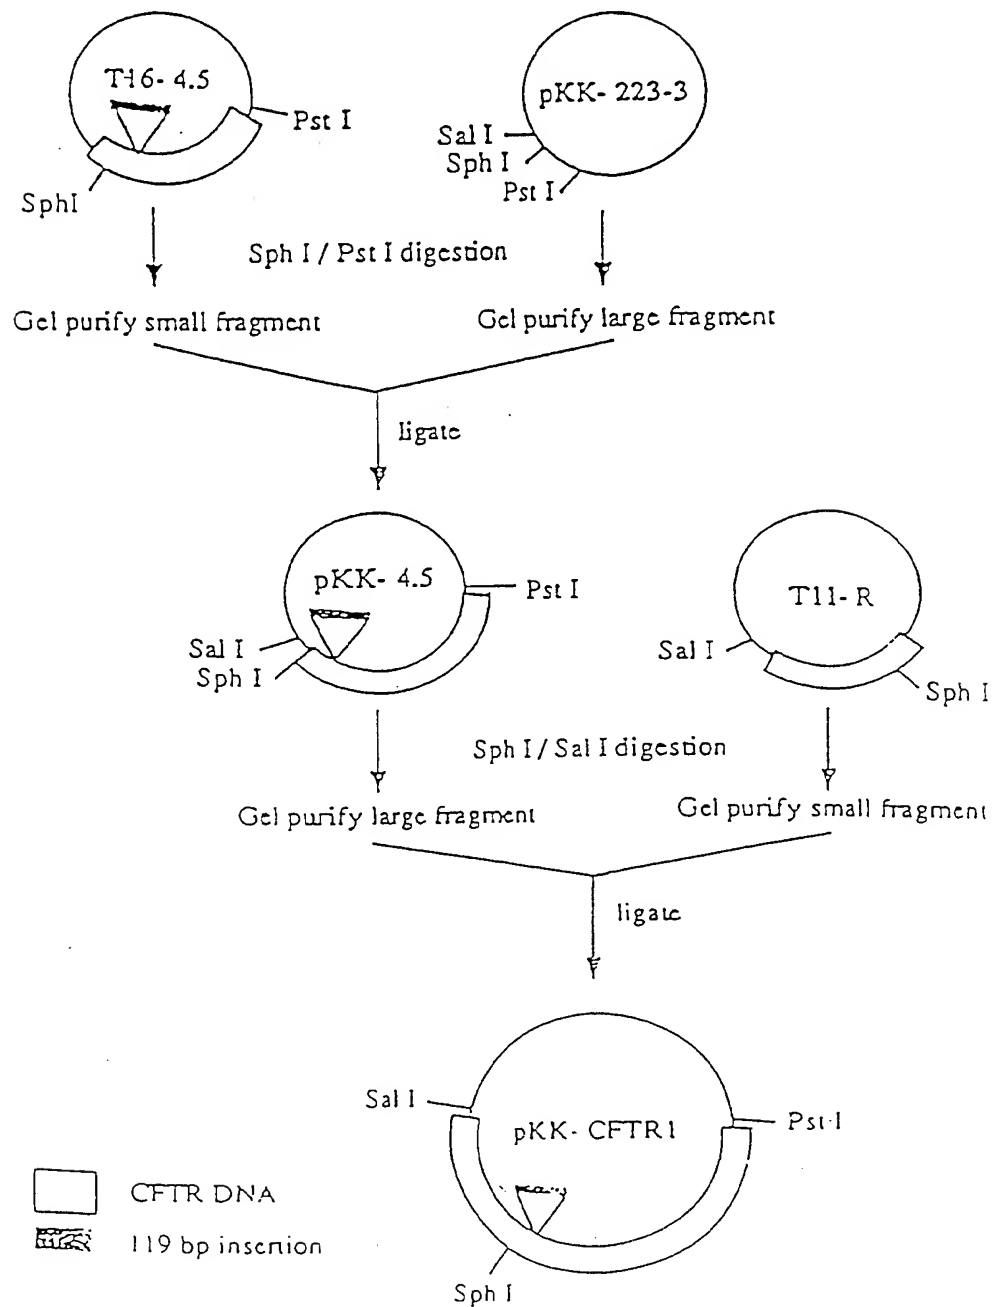 T16-4.5
Pst I
SphI
pKK-223-3
Sal I
Sph I
Pst I
Sph I / Pst I digestion
Gel purify small fragment
Gel purify large fragment
ligate
pKK-4.5
Pst I
Sal I
Sph I
T11-R
Sal I
Sph I
Sph I / Sal I digestion
Gel purify large fragment
Gel purify small fragment
ligate
Sal I
pKK-CFTR1
Pst I
Sph I
CFTR DNA
119 bp insertion